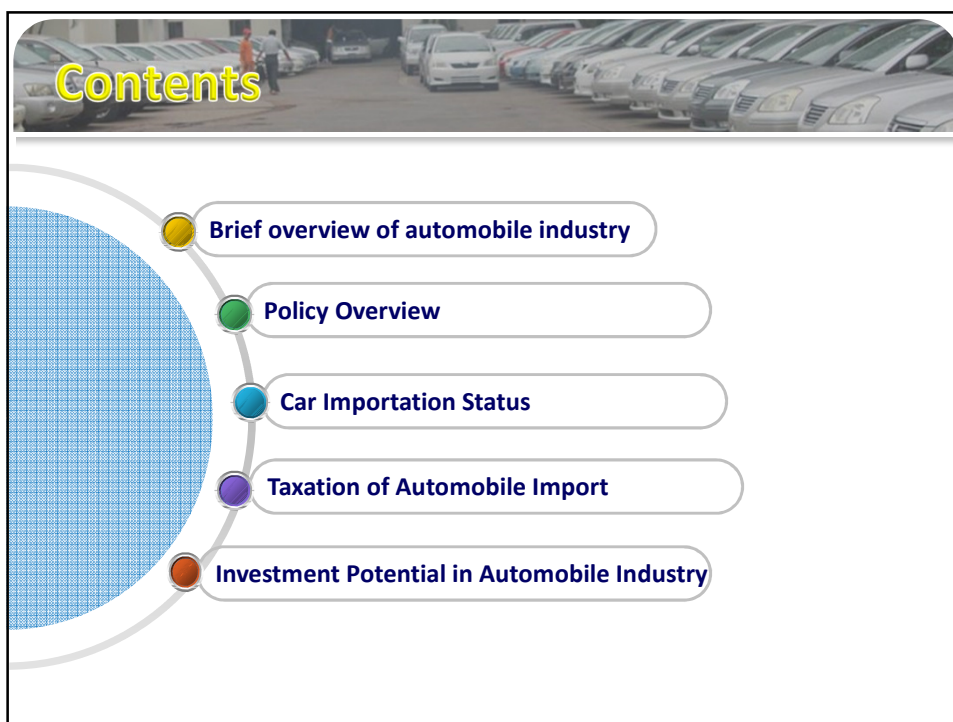 Contents
Brief overview of automobile industry
Policy Overview
Car Importation Status
Taxation of Automobile Import
Investment Potential in Automobile Industry